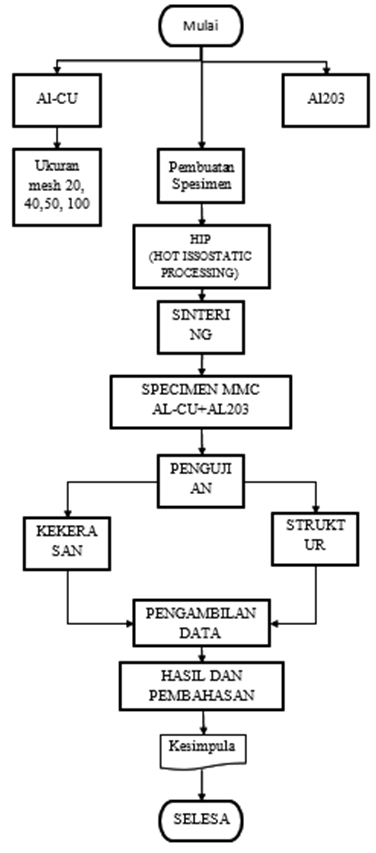 Mulai
Al-CU
Al203
Ukuran
mesh 20,
40,50, 100
Pembuatan
Spesimen
HIP
(HOT ISSOSTATIC
PROCESSING)
SINTERI
NG
SPECIMEN MMC
AL-CU+AL203
PENGUJI
AN
KEKERA
SAN
STRUKT
UR
PENGAMBILAN
DATA
HASIL DAN
PEMBAHASAN
Kesimpula
SELESA